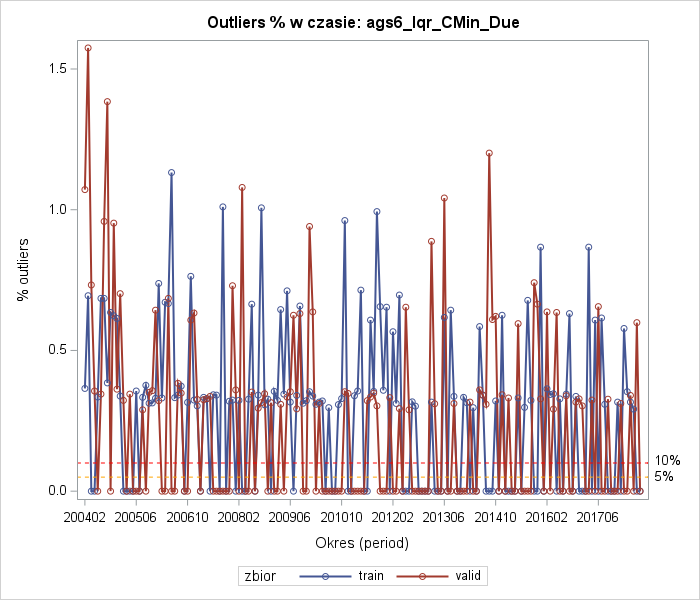 Outliers % w czasie: ags6_Iqr_CMin_Due
1.5
1.0
0.5
0.0
% outliers
10%
5%
200402 200506 200610 200802 200906 201010 201202 201306 201410 201602 201706
Okres (period)
zbior train valid